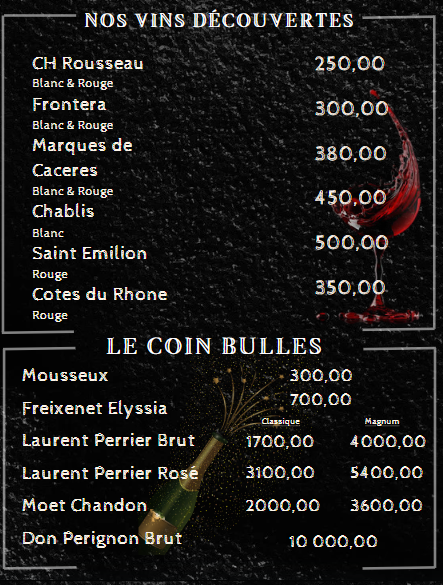 NOS VINS DÉCOUVERTES
CH Rousseau 250,00
Blanc & Rouge
Frontera 300,00
Blanc & Rouge
Marques de
Caceres 380,00
Blanc & Rouge
Chablis 450,00
Blanc
Saint Emilion 500,00
Rouge
Cotes du Rhone 350,00
Rouge
LE COIN BULLES
Mousseux 300,00
Freixenet Elyssia 700,00
Classique Magnum
Laurent Perrier Brut 1700,00 4000,00
Laurent Perrier Rosé 3100,00 5400,00
Moet Chandon 2000,00 3600,00
Don Perignon Brut 10 000,00